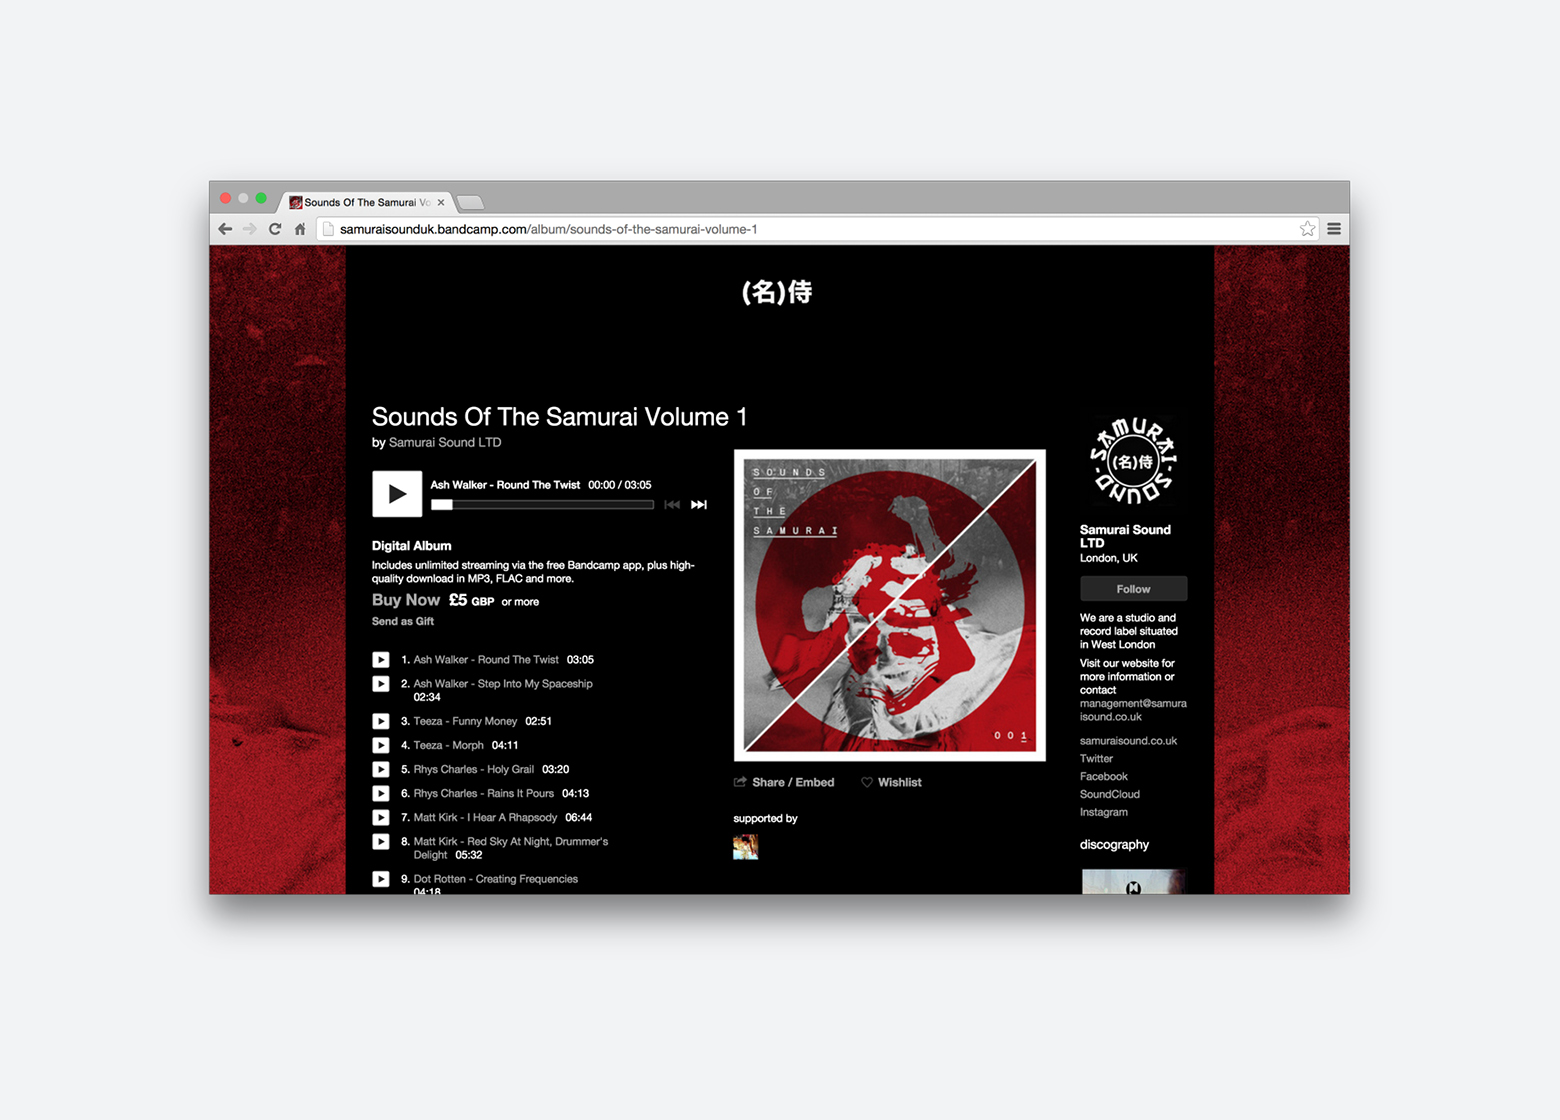 Sounds Of The Samurai Vo
samuraisounduk.bandcamp.com/album/sounds-of-the-samurai-volume-1
(名)侍
Sounds Of The Samurai Volume 1
by Samurai Sound LTD
Ash Walker - Round The Twist 00:00 / 03:05
Digital Album
Includes unlimited streaming via the free Bandcamp app, plus high-
quality download in MP3, FLAC and more.
Buy Now £5 GBP or more
Send as Gift
1. Ash Walker - Round The Twist 03:05
2. Ash Walker - Step Into My Spaceship
02:34
3. Teeza - Funny Money 02:51
4. Teeza - Morph 04:11
5. Rhys Charles - Holy Grail 03:20
6. Rhys Charles - Rains It Pours 04:13
7. Matt Kirk - I Hear A Rhapsody 06:44
8. Matt Kirk - Red Sky At Night, Drummer's
Delight 05:32
9. Dot Rotten - Creating Frequencies
04:18
SOUNDS
OF
THE
SAMURAI
001
Share / Embed Wishlist
supported by
SAMURAI
(名)侍
SOUND
Samurai Sound
LTD
London, UK
Follow
We are a studio and
record label situated
in West London
Visit our website for
more information or
contact
management@samura
isound.co.uk
samuraisound.co.uk
Twitter
Facebook
SoundCloud
Instagram
discography